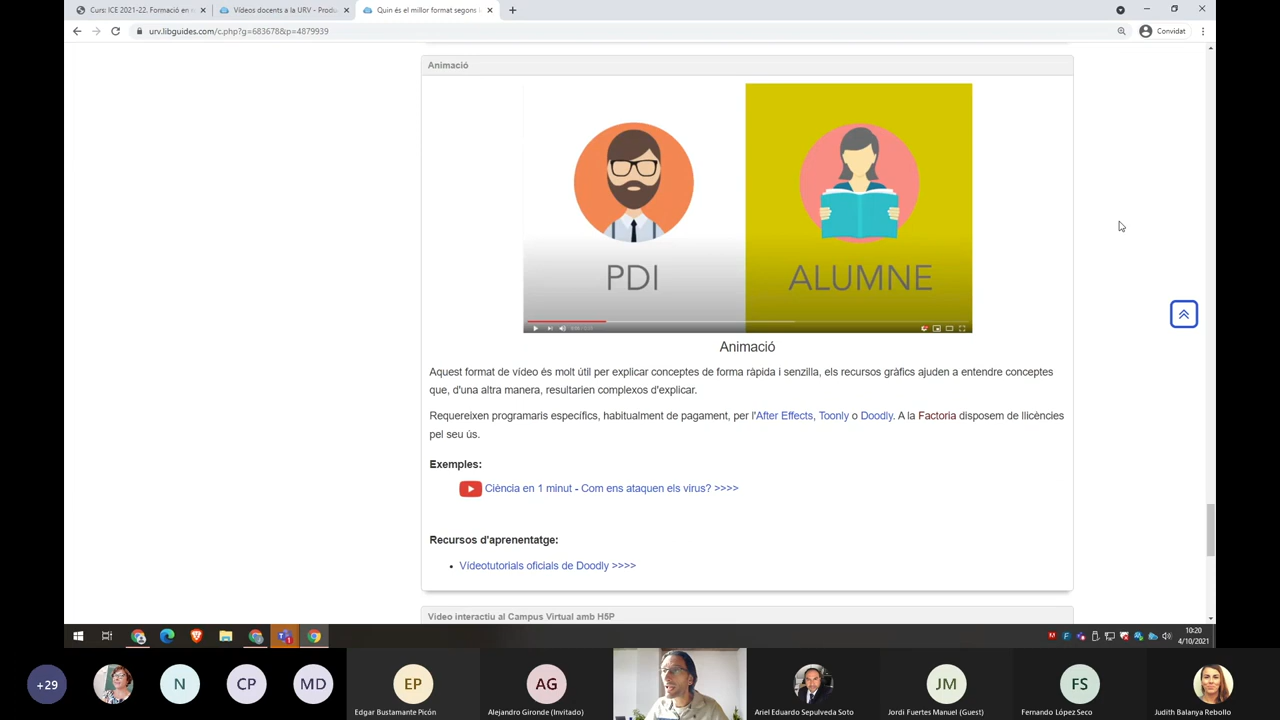 Curs: ICE 2021-22. Formació en
Vídeos docents a la URV - Produ
Quin és el millor format segons
urv.libguides.com/c.php?g=683678&p=4879939
Convidat
Animació
PDI
ALUMNE
Animació
Aquest format de vídeo és molt útil per explicar conceptes de forma ràpida i senzilla, els recursos gràfics ajuden a entendre conceptes
que, d'una altra manera, resultarien complexos d'explicar.
Requereixen programaris específics, habitualment de pagament, per l'After Effects, Toonly o Doodly. A la Factoria disposem de llicències
pel seu ús.
Exemples:
Ciència en 1 minut - Com ens ataquen els virus? >>>>
Recursos d'aprenentatge:
• Vídeotutorials oficials de Doodly >>>>
Vídeo interactiu al Campus Virtual amb H5P
10:20
4/10/2021
+29
N
CP
MD
EP
AG
JM
FS
Edgar Bustamante Picón
Alejandro Gironde (Invitado)
Ariel Eduardo Sepulveda Soto
Jordi Fuertes Manuel (Guest)
Fernando López Seco
Judith Balanya Rebollo